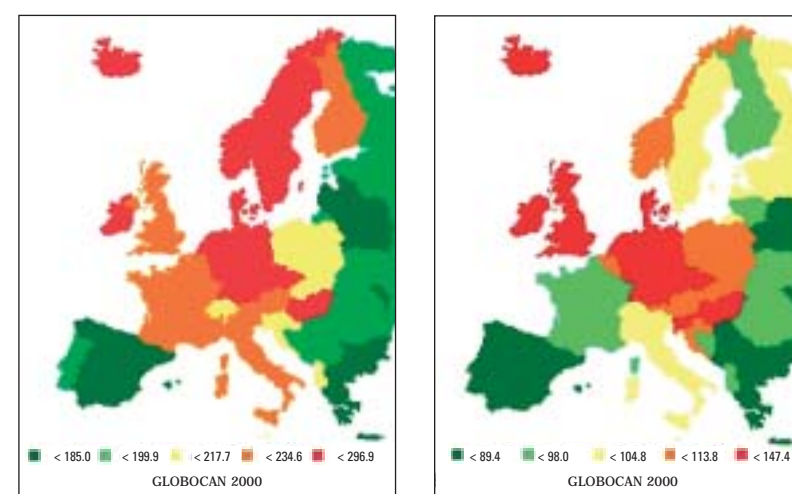 < 185.0 < 199.9 < 217.7 < 234.6 < 296.9
GLOBOCAN 2000
< 89.4 < 98.0 < 104.8 < 113.8 < 147.4
GLOBOCAN 2000